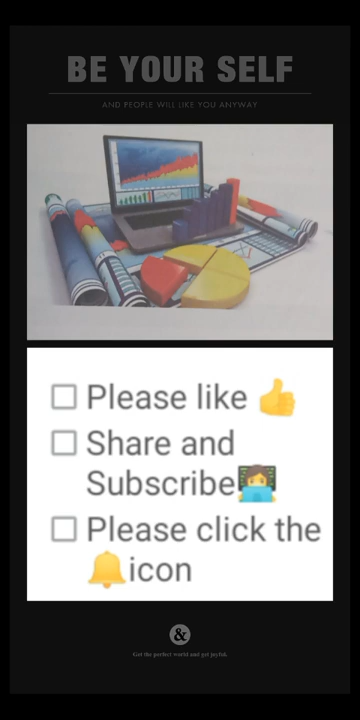 BE YOUR SELF
AND PEOPLE WILL LIKE YOU ANYWAY
☐ Please like 👍
☐ Share and
Subscribe👩‍💻
☐ Please click the
🔔icon
&
Get the perfect world and get joyful.